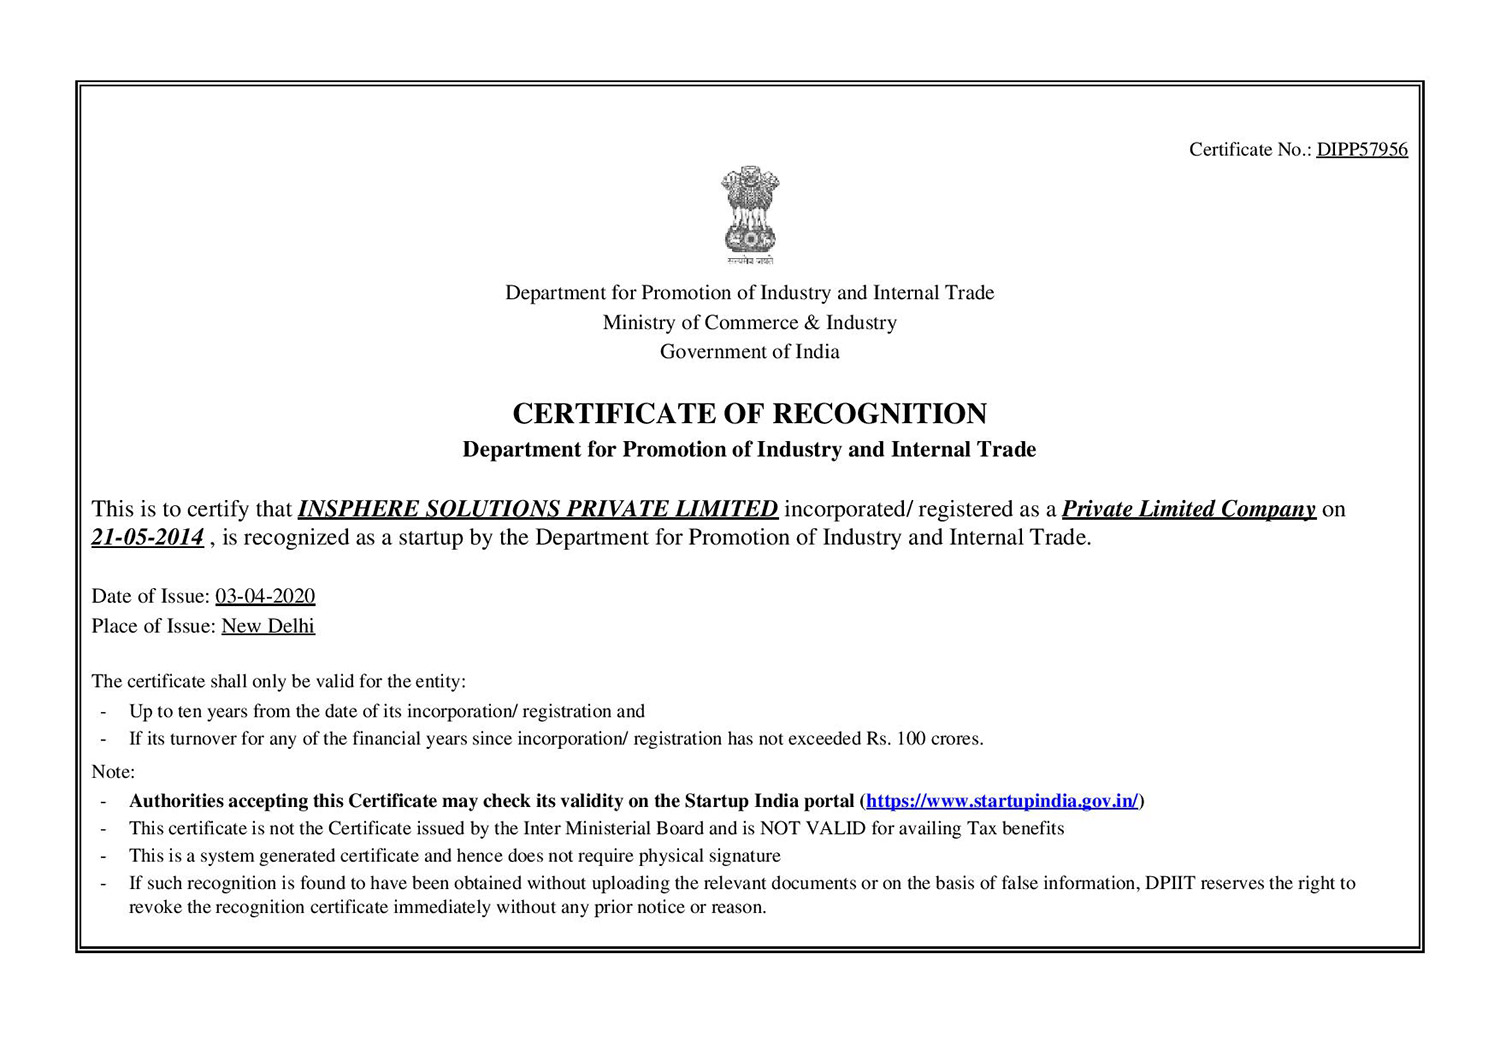 Certificate No.: DIPP57956
सत्यमेव जयते
Department for Promotion of Industry and Internal Trade
Ministry of Commerce & Industry
Government of India
CERTIFICATE OF RECOGNITION
Department for Promotion of Industry and Internal Trade
This is to certify that INSPHERE SOLUTIONS PRIVATE LIMITED incorporated/ registered as a Private Limited Company on
21-05-2014 , is recognized as a startup by the Department for Promotion of Industry and Internal Trade.
Date of Issue: 03-04-2020
Place of Issue: New Delhi
The certificate shall only be valid for the entity:
- Up to ten years from the date of its incorporation/ registration and
- If its turnover for any of the financial years since incorporation/ registration has not exceeded Rs. 100 crores.
Note:
- Authorities accepting this Certificate may check its validity on the Startup India portal (https://www.startupindia.gov.in/)
- This certificate is not the Certificate issued by the Inter Ministerial Board and is NOT VALID for availing Tax benefits
- This is a system generated certificate and hence does not require physical signature
- If such recognition is found to have been obtained without uploading the relevant documents or on the basis of false information, DPIIT reserves the right to
revoke the recognition certificate immediately without any prior notice or reason.